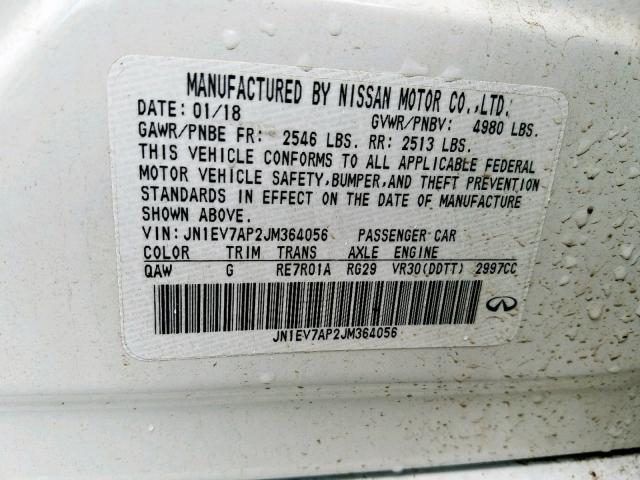 MANUFACTURED BY NISSAN MOTOR CO.,LTD.
DATE: 01/18 GVWR/PNBV: 4980 LBS.
GAWR/PNBE FR: 2546 LBS. RR: 2513 LBS.
THIS VEHICLE CONFORMS TO ALL APPLICABLE FEDERAL
MOTOR VEHICLE SAFETY,BUMPER,AND THEFT PREVENTION
STANDARDS IN EFFECT ON THE DATE OF MANUFACTURE
SHOWN ABOVE.
VIN:JN1EV7AP2JM364056 PASSENGER CAR
COLOR TRIM TRANS AXLE ENGINE
QAW G RE7R01A RG29 VR30(DDTT) 2997CC
JN1EV7AP2JM364056